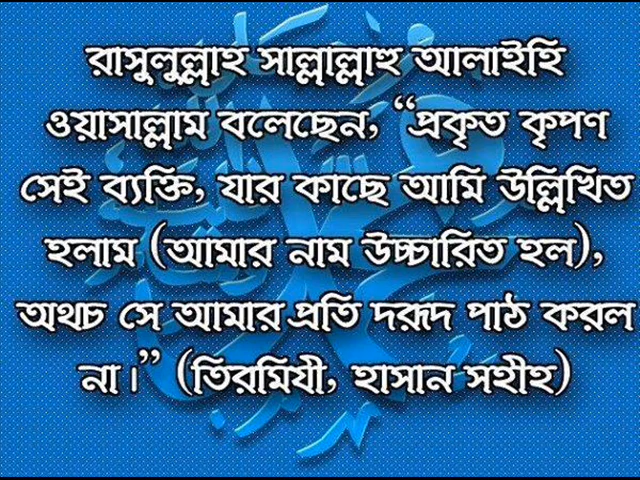 রাসুলুল্লাহ সাল্লাল্লাহু আলাইহি
ওয়াসাল্লাম বলেছেন, “প্রকৃত কৃপণ
সেই ব্যক্তি, যার কাছে আমি উল্লিখিত
হলাম (আমার নাম উচ্চারিত হল),
অথচ সে আমার প্রতি দরূদ পাঠ করল
না।” (তিরমিযী, হাসান সহীহ)